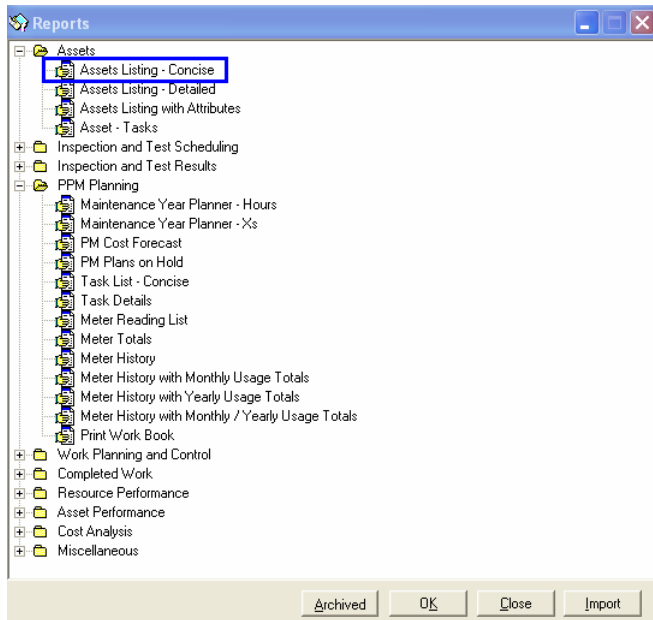 Reports
Assets
Assets Listing - Concise
Assets Listing - Detailed
Assets Listing with Attributes
Asset - Tasks
Inspection and Test Scheduling
Inspection and Test Results
PPM Planning
Maintenance Year Planner - Hours
Maintenance Year Planner - Xs
PM Cost Forecast
PM Plans on Hold
Task List - Concise
Task Details
Meter Reading List
Meter Totals
Meter History
Meter History with Monthly Usage Totals
Meter History with Yearly Usage Totals
Meter History with Monthly / Yearly Usage Totals
Print Work Book
Work Planning and Control
Completed Work
Resource Performance
Asset Performance
Cost Analysis
Miscellaneous
Archived OK Close Import